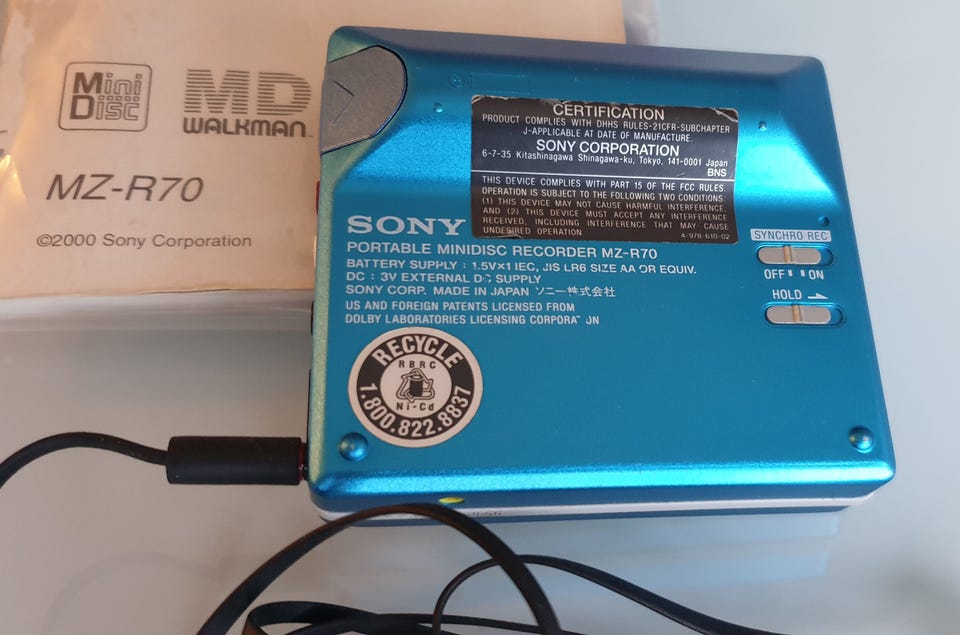 Mini
Disc
MD
WALKMAN
MZ-R70
©2000 Sony Corporation
CERTIFICATION
PRODUCT COMPLIES WITH DHHS RULES-21CFR-SUBCHAPTER
J-APPLICABLE AT DATE OF MANUFACTURE.
SONY CORPORATION
6-7-35 Kitashinagawa Shinagawa-ku, Tokyo, 141-0001 Japan
BNS
THIS DEVICE COMPLIES WITH PART 15 OF THE FCC RULES.
OPERATION IS SUBJECT TO THE FOLLOWING TWO CONDITIONS:
(1) THIS DEVICE MAY NOT CAUSE HARMFUL INTERFERENCE,
AND (2) THIS DEVICE MUST ACCEPT ANY INTERFERENCE
RECEIVED, INCLUDING INTERFERENCE THAT MAY CAUSE
UNDESIRED OPERATION.
4-978-610-02
SONY
PORTABLE MINIDISC RECORDER MZ-R70
BATTERY SUPPLY : 1.5V×1 IEC, JIS LR6 SIZE AA OR EQUIV.
DC : 3V EXTERNAL DC SUPPLY
SONY CORP. MADE IN JAPAN ソニー株式会社
US AND FOREIGN PATENTS LICENSED FROM
DOLBY LABORATORIES LICENSING CORPORAT ON
SYNCHRO REC
OFF ON
HOLD
RECYCLE
RBRC
Ni-Cd
1.800.822.8837